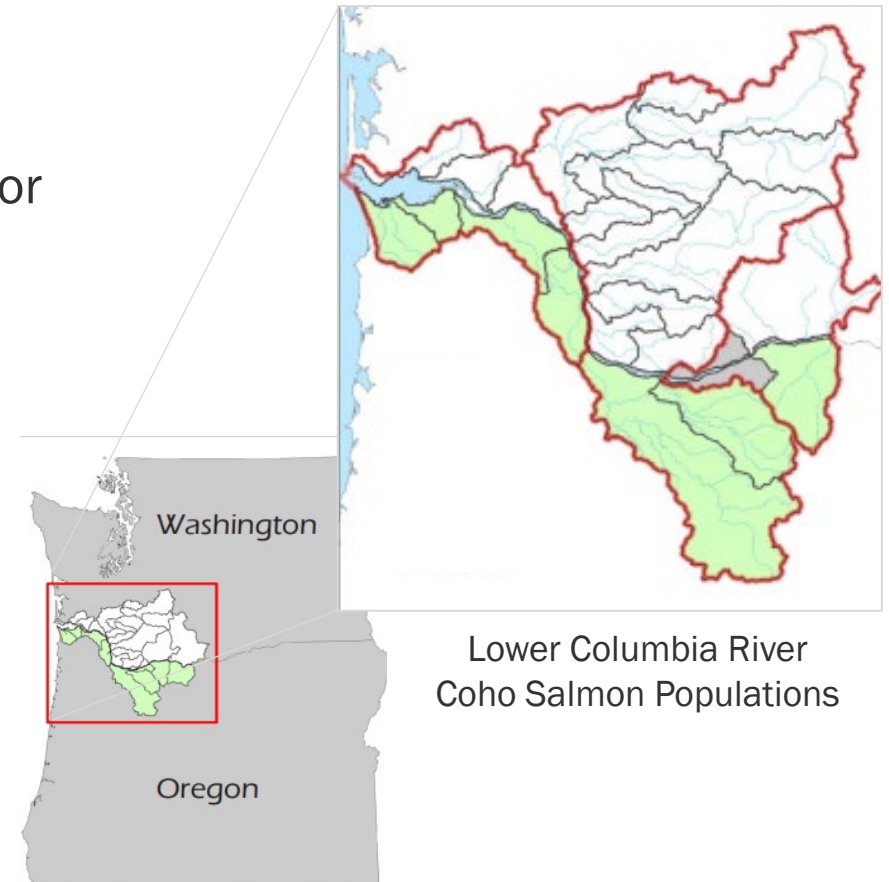 or
Washington
Oregon
Lower Columbia River
Coho Salmon Populations